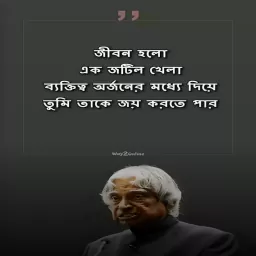 জীবন হলো
এক জটিল খেলা
ব্যক্তিত্ব অর্জনের মধ্যে দিয়ে
তুমি তাকে জয় করতে পার